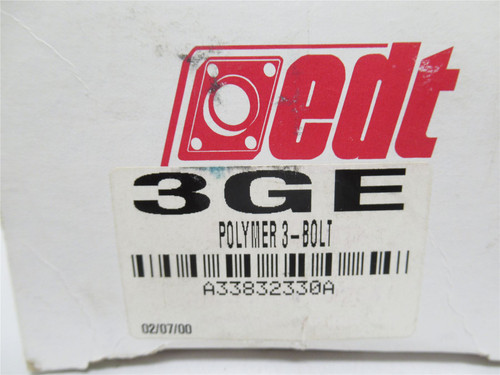 edt
3GE
POLYMER 3-BOLT
A33832330A
02/07/00